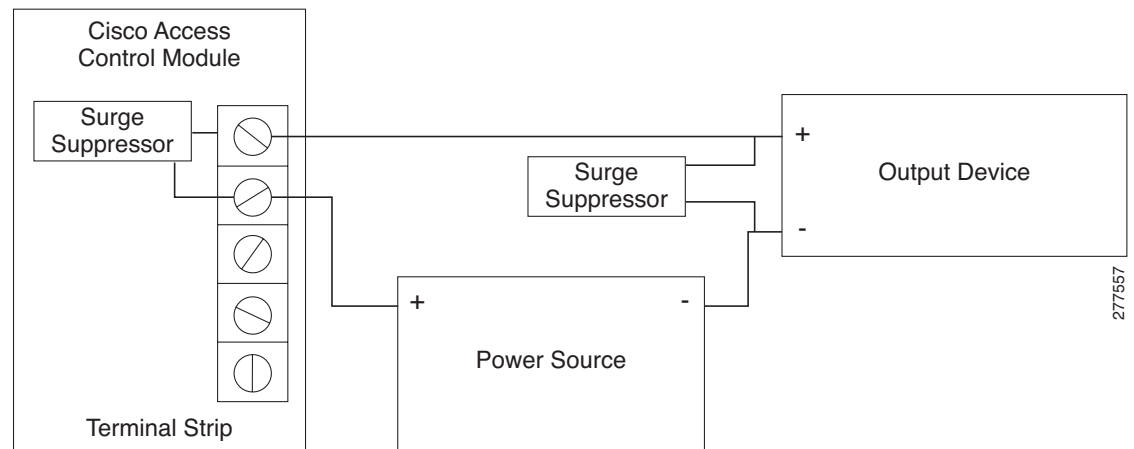 Cisco Access
Control Module
Surge
Suppressor
+
Surge
Suppressor
Output Device
-
+
-
Power Source
Terminal Strip
277557